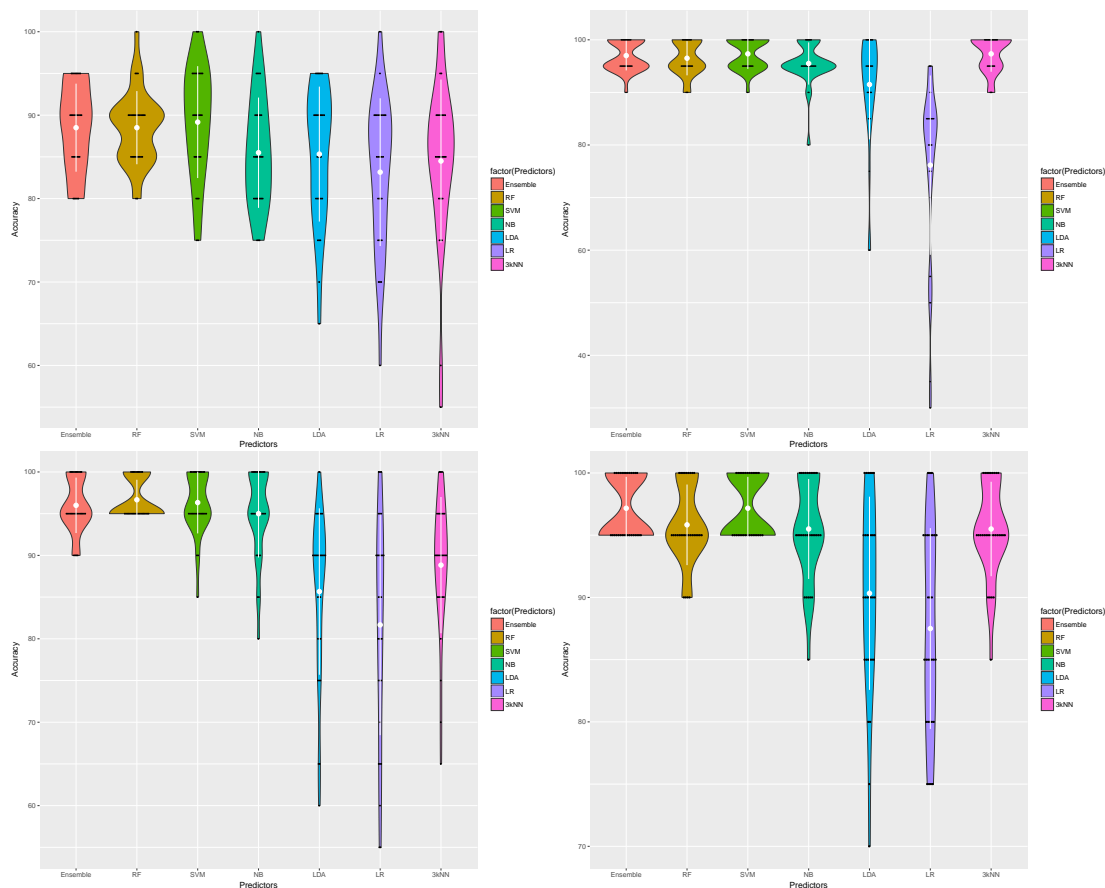 100
90
80
70
60
Accuracy
Ensemble RF SVM NB LDA LR 3kNN
Predictors
factor(Predictors)
Ensemble
RF
SVM
NB
LDA
LR
3kNN
100
80
60
40
Accuracy
Ensemble RF SVM NB LDA LR 3kNN
Predictors
factor(Predictors)
Ensemble
RF
SVM
NB
LDA
LR
3kNN
100
90
80
70
60
Accuracy
Ensemble RF SVM NB LDA LR 3kNN
Predictors
factor(Predictors)
Ensemble
RF
SVM
NB
LDA
LR
3kNN
100
90
80
70
Accuracy
Ensemble RF SVM NB LDA LR 3kNN
Predictors
factor(Predictors)
Ensemble
RF
SVM
NB
LDA
LR
3kNN